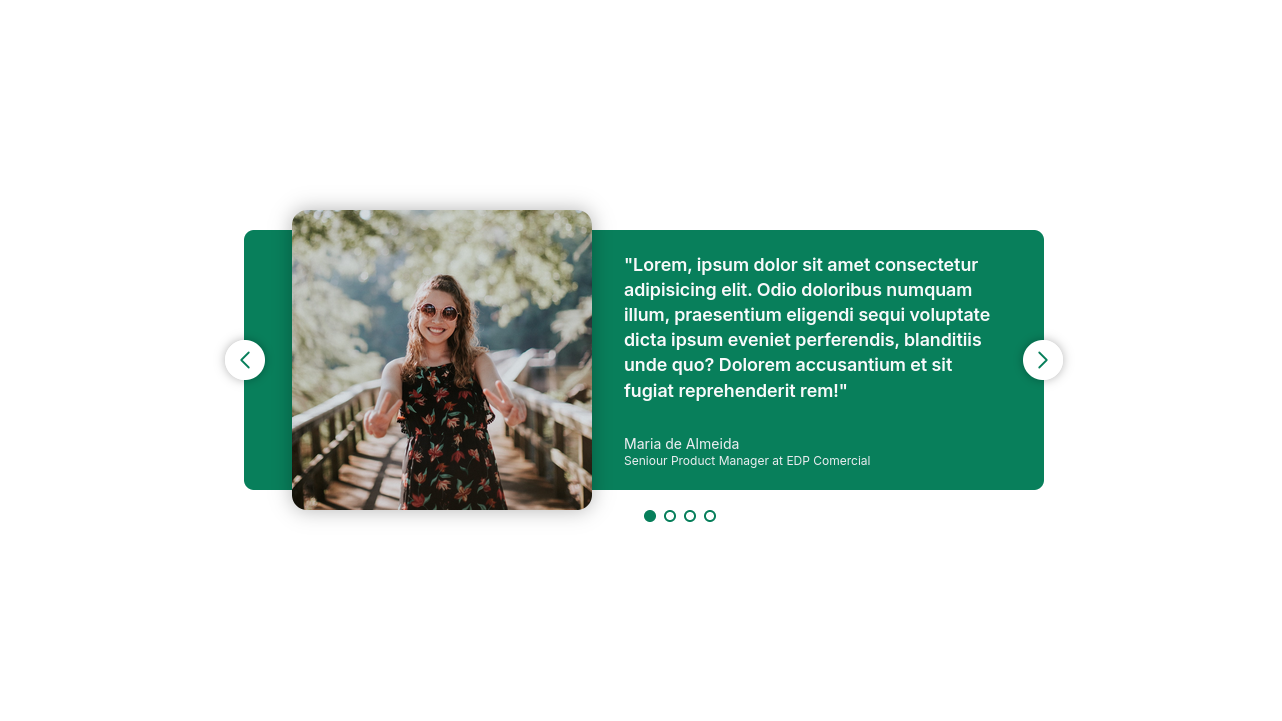 "Lorem, ipsum dolor sit amet consectetur
adipisicing elit. Odio doloribus numquam
illum, praesentium eligendi sequi voluptate
dicta ipsum eveniet perferendis, blanditiis
unde quo? Dolorem accusantium et sit
fugiat reprehenderit rem!"
Maria de Almeida
Seniour Product Manager at EDP Comercial